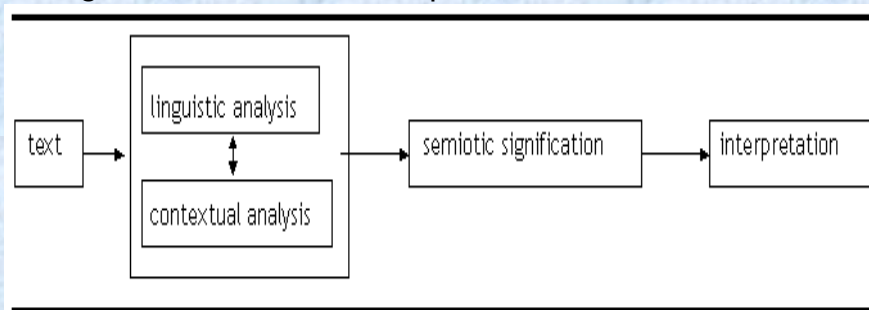 linguistic analysis
text
semiotic signification
interpretation
contextual analysis